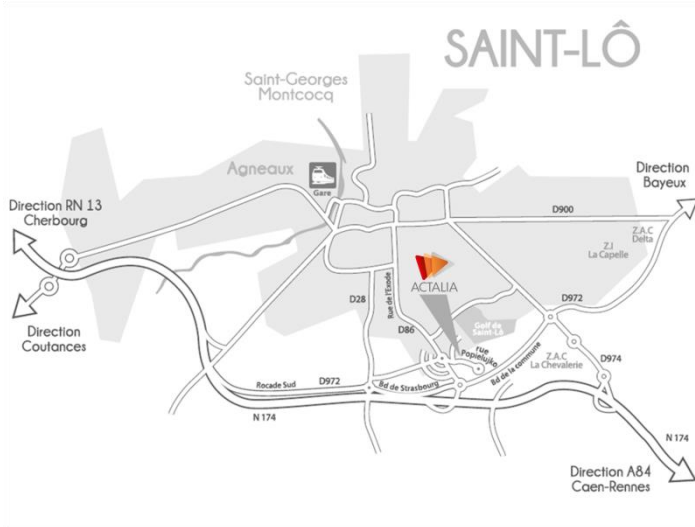 SAINT-LÔ
Saint-Georges
Montcocq
Agneaux
Gare
Direction
Bayeux
Direction RN 13
Cherbourg
D900
Z.A.C
Delta
Z.I
La Capelle
ACTALIA
Rue de l'Exode
D28
D86
D972
Golf de
Saint-Lô
Direction
Coutances
rue
Popielujko
Bd de la commune
Z.A.C
La Chevalerie
D974
Rocade Sud
D972
Bd de Strasbourg
N 174
N 174
Direction A84
Caen-Rennes